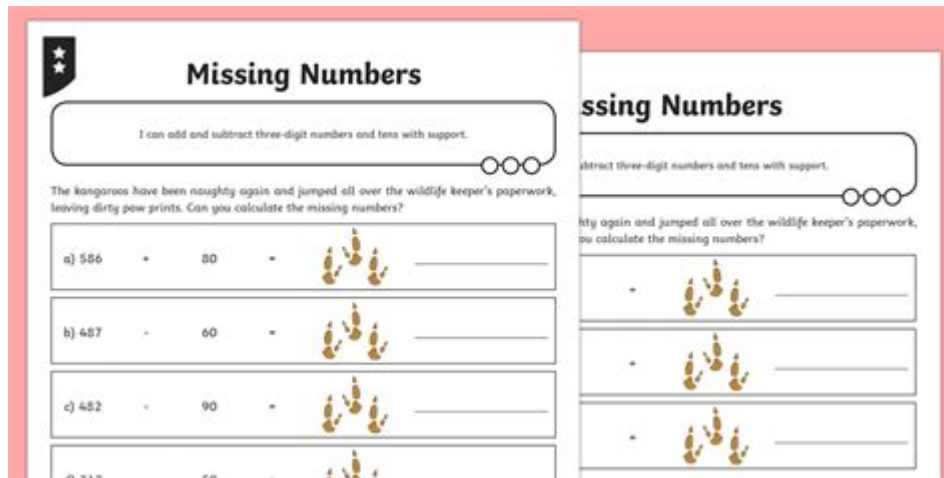 Missing Numbers
I can add and subtract three-digit numbers and tens with support.
The kangaroos have been naughty again and jumped all over the wildlife keeper's paperwork,
leaving dirty paw prints. Can you calculate the missing numbers?
a) 586 + 80 =
b) 487 - 60 =
c) 482 - 90 =
ssing Numbers
subtract three-digit numbers and tens with support.
hty again and jumped all over the wildlife keeper's paperwork,
ou calculate the missing numbers?